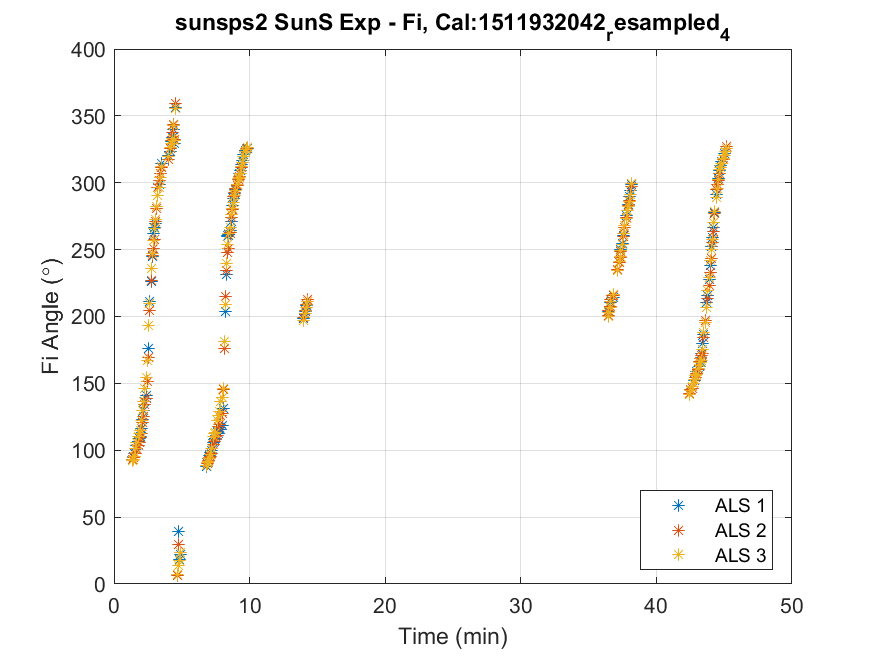 sunsps2 SunS Exp - Fi, Cal:1511932042_resampled_4
400
350
300
250
200
150
100
50
0
Fi Angle (°)
0 10 20 30 40 50
Time (min)
ALS 1
ALS 2
ALS 3